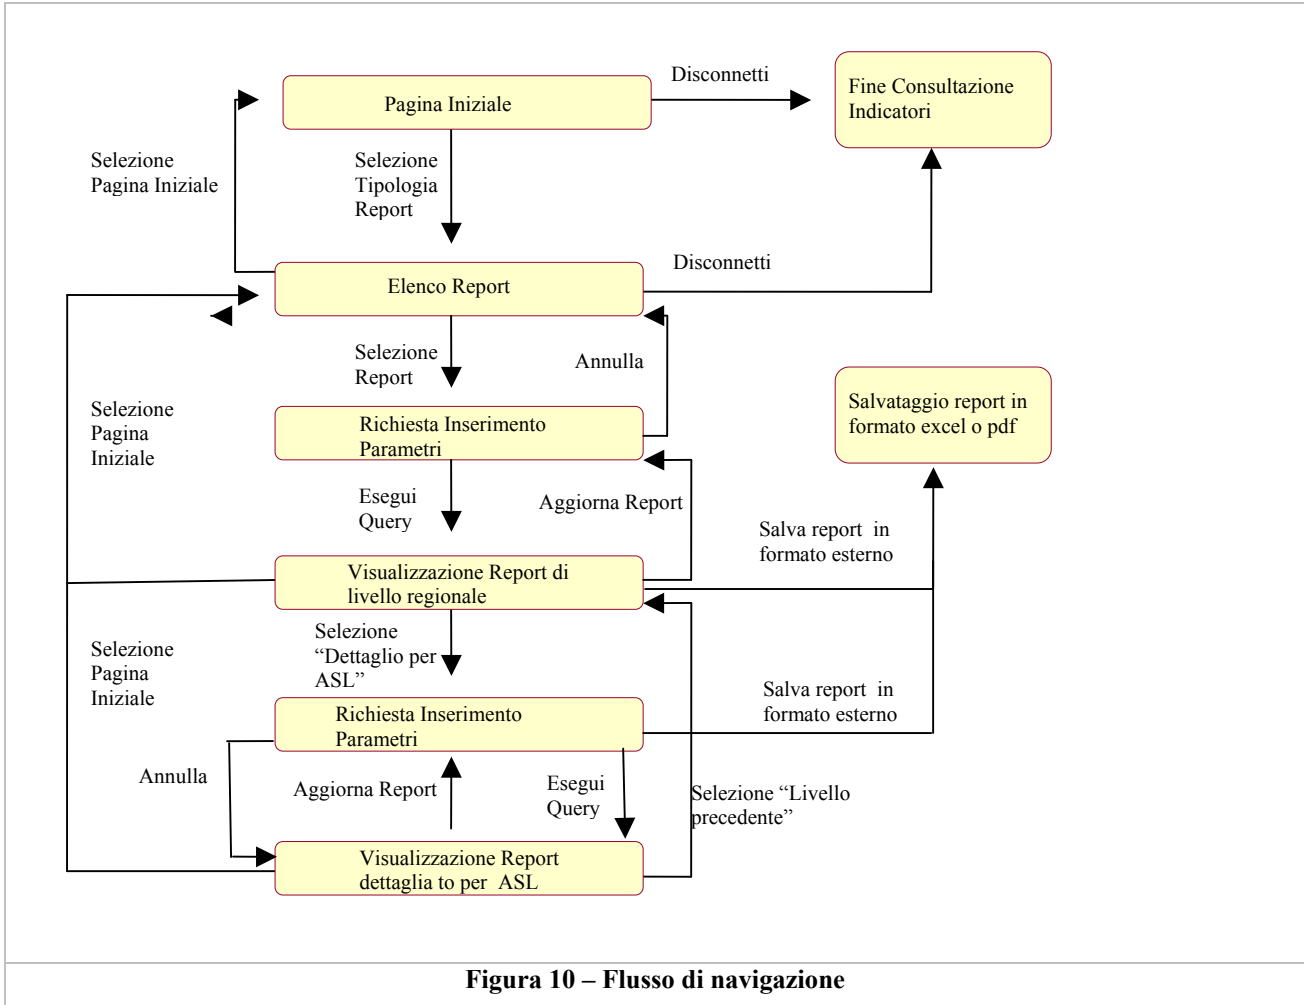 Disconnetti
Pagina Iniziale
Fine Consultazione
Indicatori
Selezione
Pagina Iniziale
Selezione
Tipologia
Report
Disconnetti
Elenco Report
Selezione
Report
Annulla
Selezione
Pagina
Iniziale
Richiesta Inserimento
Parametri
Salvataggio report in
formato excel o pdf
Esegui
Query
Aggiorna Report
Salva report  in
formato esterno
Visualizzazione Report di
livello regionale
Selezione
“Dettaglio per
ASL”
Selezione
Pagina
Iniziale
Richiesta Inserimento
Parametri
Salva report  in
formato esterno
Annulla
Aggiorna Report
Esegui
Query
Selezione “Livello
precedente”
Visualizzazione Report
dettaglia to per  ASL
Figura 10 – Flusso di navigazione